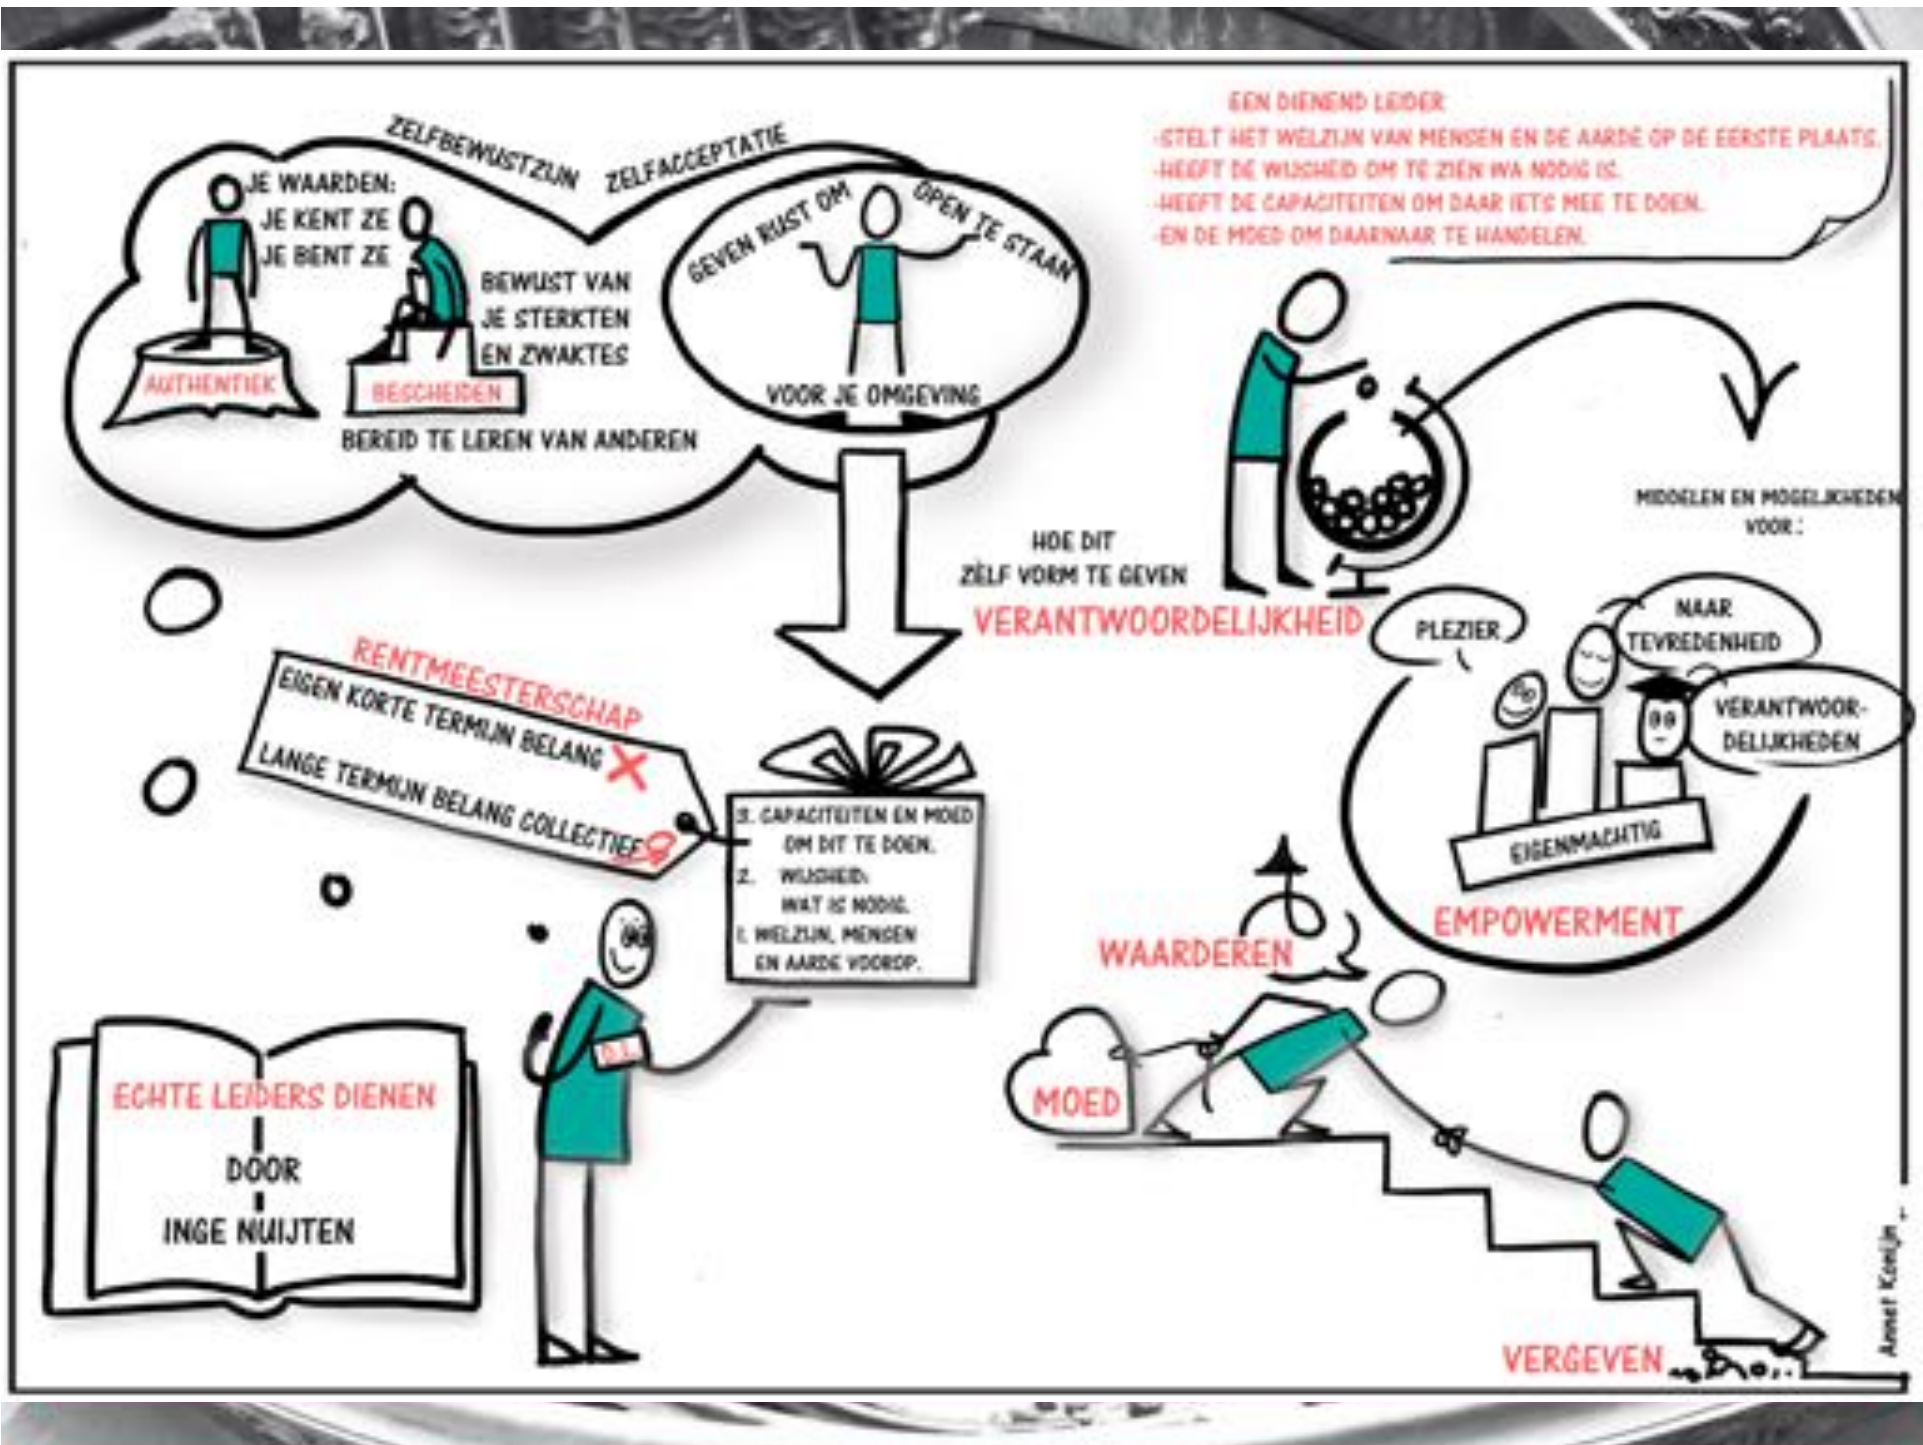 ZELFBEWUSTZIJN
ZELFACCEPTATIE
JE WAARDEN:
JE KENT ZE
JE BENT ZE
AUTHENTIEK
BEWUST VAN
JE STERKTEN
EN ZWAKTES
BESCHEIDEN
BEREID TE LEREN VAN ANDEREN
GEVEN RUST OM
OPEN TE STAAN
VOOR JE OMGEVING
EEN DIENEND LEIDER
-STELT HET WELZIJN VAN MENSEN EN DE AARDE OP DE EERSTE PLAATS.
-HEEFT DE WIJSHEID OM TE ZIEN WA NODIG IS.
-HEEFT DE CAPACITEITEN OM DAAR IETS MEE TE DOEN.
-EN DE MOED OM DAARNAAR TE HANDELEN.
HOE DIT
ZÈLF VORM TE GEVEN
VERANTWOORDELIJKHEID
MIDDELEN EN MOGELIJKHEDEN
VOOR:
PLEZIER
NAAR
TEVREDENHEID
VERANTWOOR-
DELIJKHEDEN
EIGENMACHTIG
EMPOWERMENT
RENTMEESTERSCHAP
EIGEN KORTE TERMIJN BELANG
LANGE TERMIJN BELANG COLLECTIEF
3. CAPACITEITEN EN MOED
OM DIT TE DOEN.
2. WIJSHEID:
WAT IS NODIG.
1. WELZIJN, MENSEN
EN AARDE VOOROP.
D.L.
ECHTE LEIDERS DIENEN
DOOR
INGE NUIJTEN
WAARDEREN
MOED
VERGEVEN
Annet Konijn